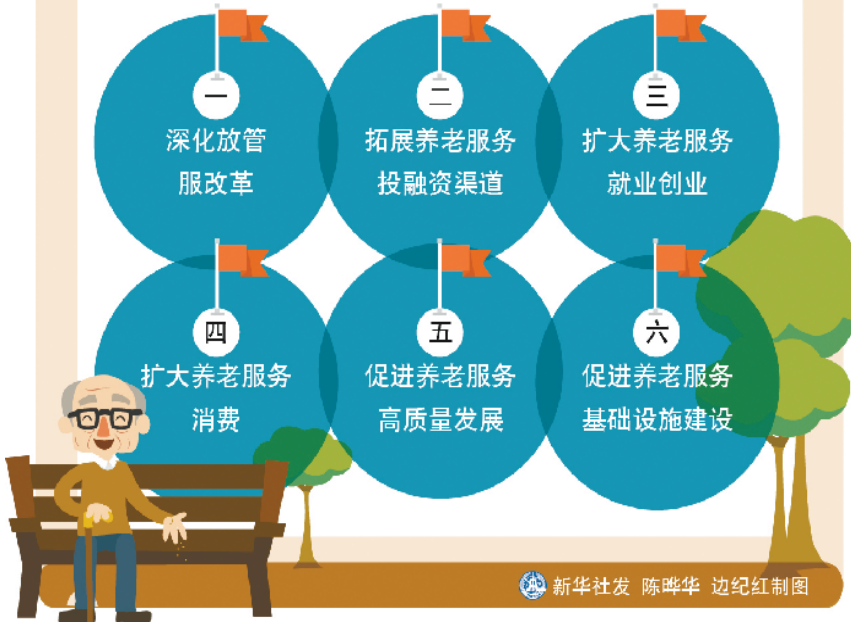 一
深化放管
服改革
二
拓展养老服务
投融资渠道
三
扩大养老服务
就业创业
四
扩大养老服务
消费
五
促进养老服务
高质量发展
六
促进养老服务
基础设施建设
新华社发 陈晔华 边纪红制图